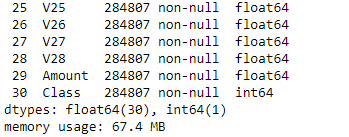 25  V25     284807 non-null  float64
26  V26     284807 non-null  float64
27  V27     284807 non-null  float64
28  V28     284807 non-null  float64
29  Amount  284807 non-null  float64
30  Class   284807 non-null  int64
dtypes: float64(30), int64(1)
memory usage: 67.4 MB